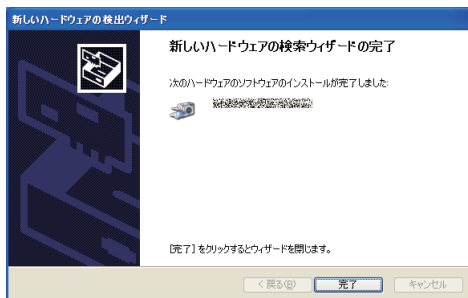 新しいハードウェアの検出ウィザード
新しいハードウェアの検索ウィザードの完了
次のハードウェアのソフトウェアのインストールが完了しました:
[完了] をクリックするとウィザードを閉じます。
< 戻る(B) 完了 キャンセル